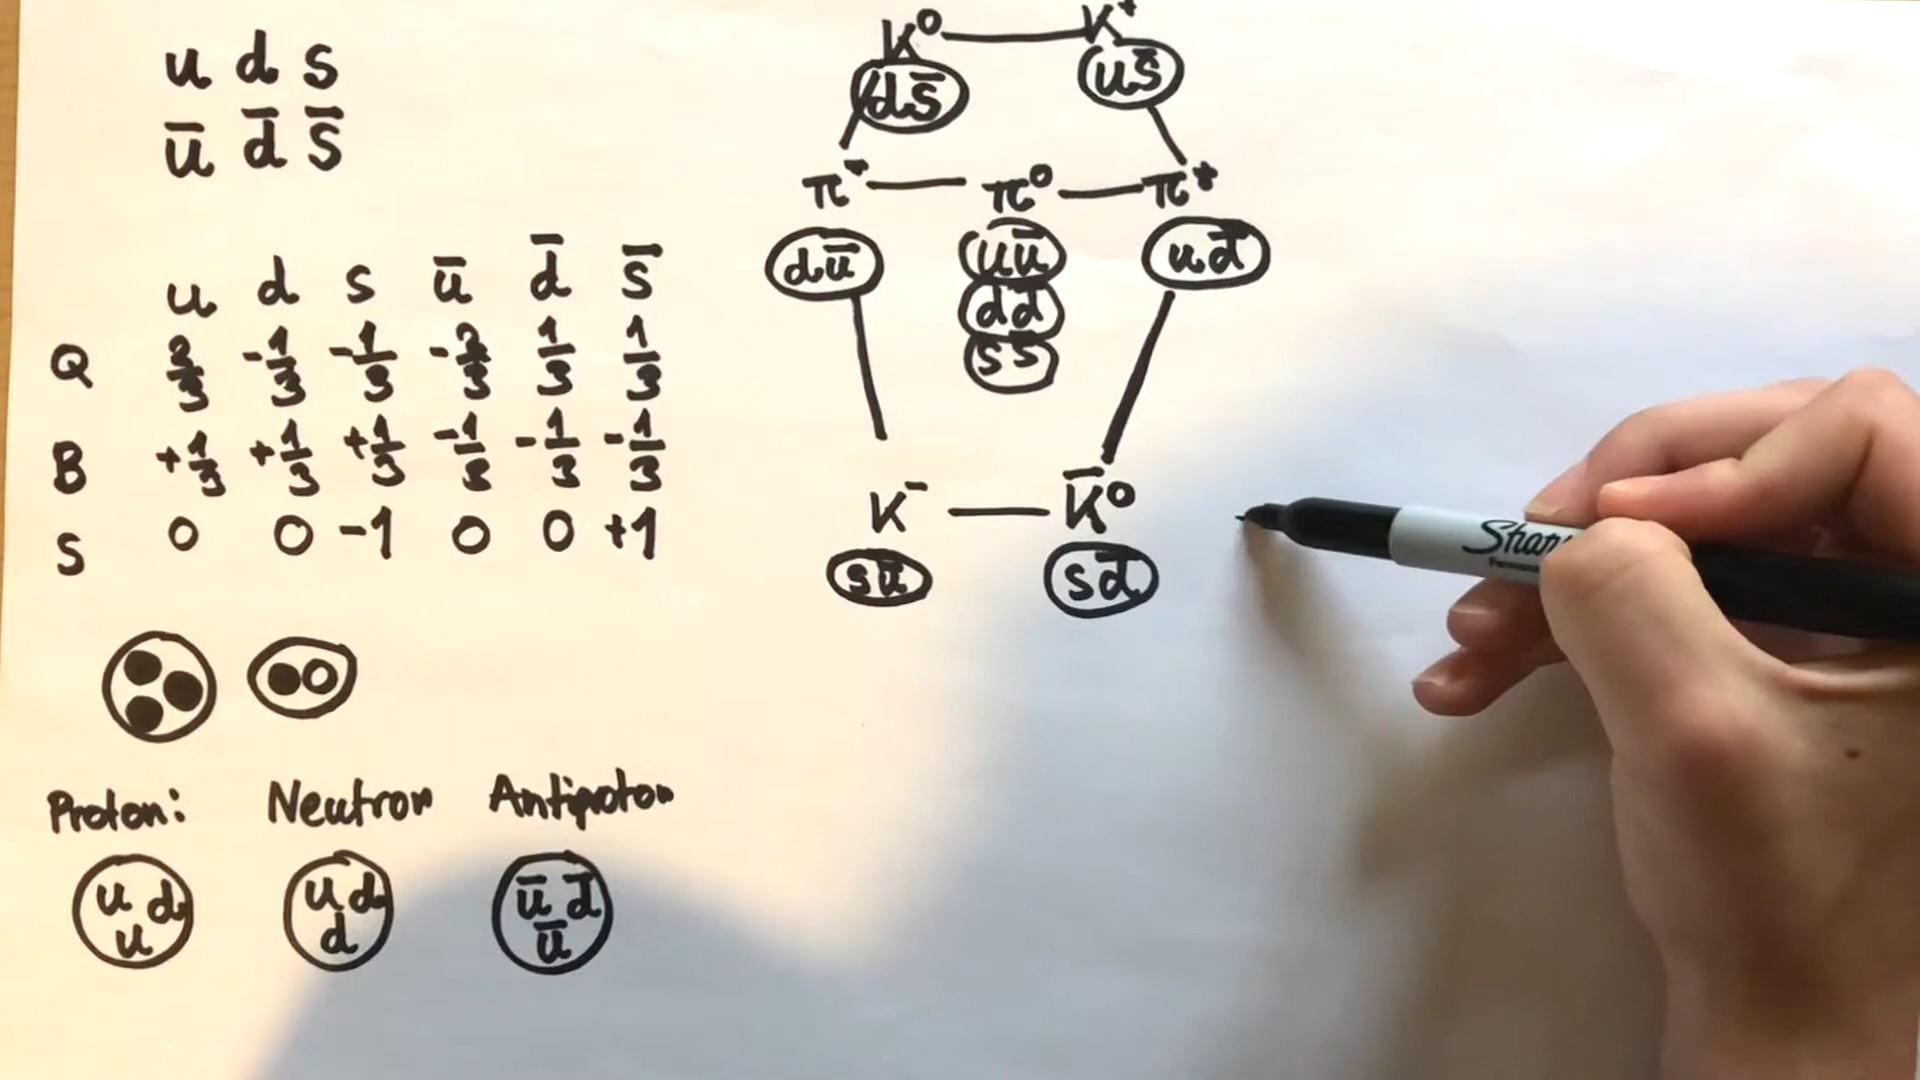 u d s
ū d̄ s̄
u d s ū d̄ s̄
Q 2/3 -1/3 -1/3 -2/3 1/3 1/3
B +1/3 +1/3 +1/3 -1/3 -1/3 -1/3
S 0 0 -1 0 0 +1
Proton: Neutron Antiproton
u d u
u d d
ū d̄ ū
K⁰ K⁺
ds̄ us̄
π⁻ π⁰ π⁺
dū uū ud̄
dd̄
ss̄
K⁻ K̄⁰
sū sd̄